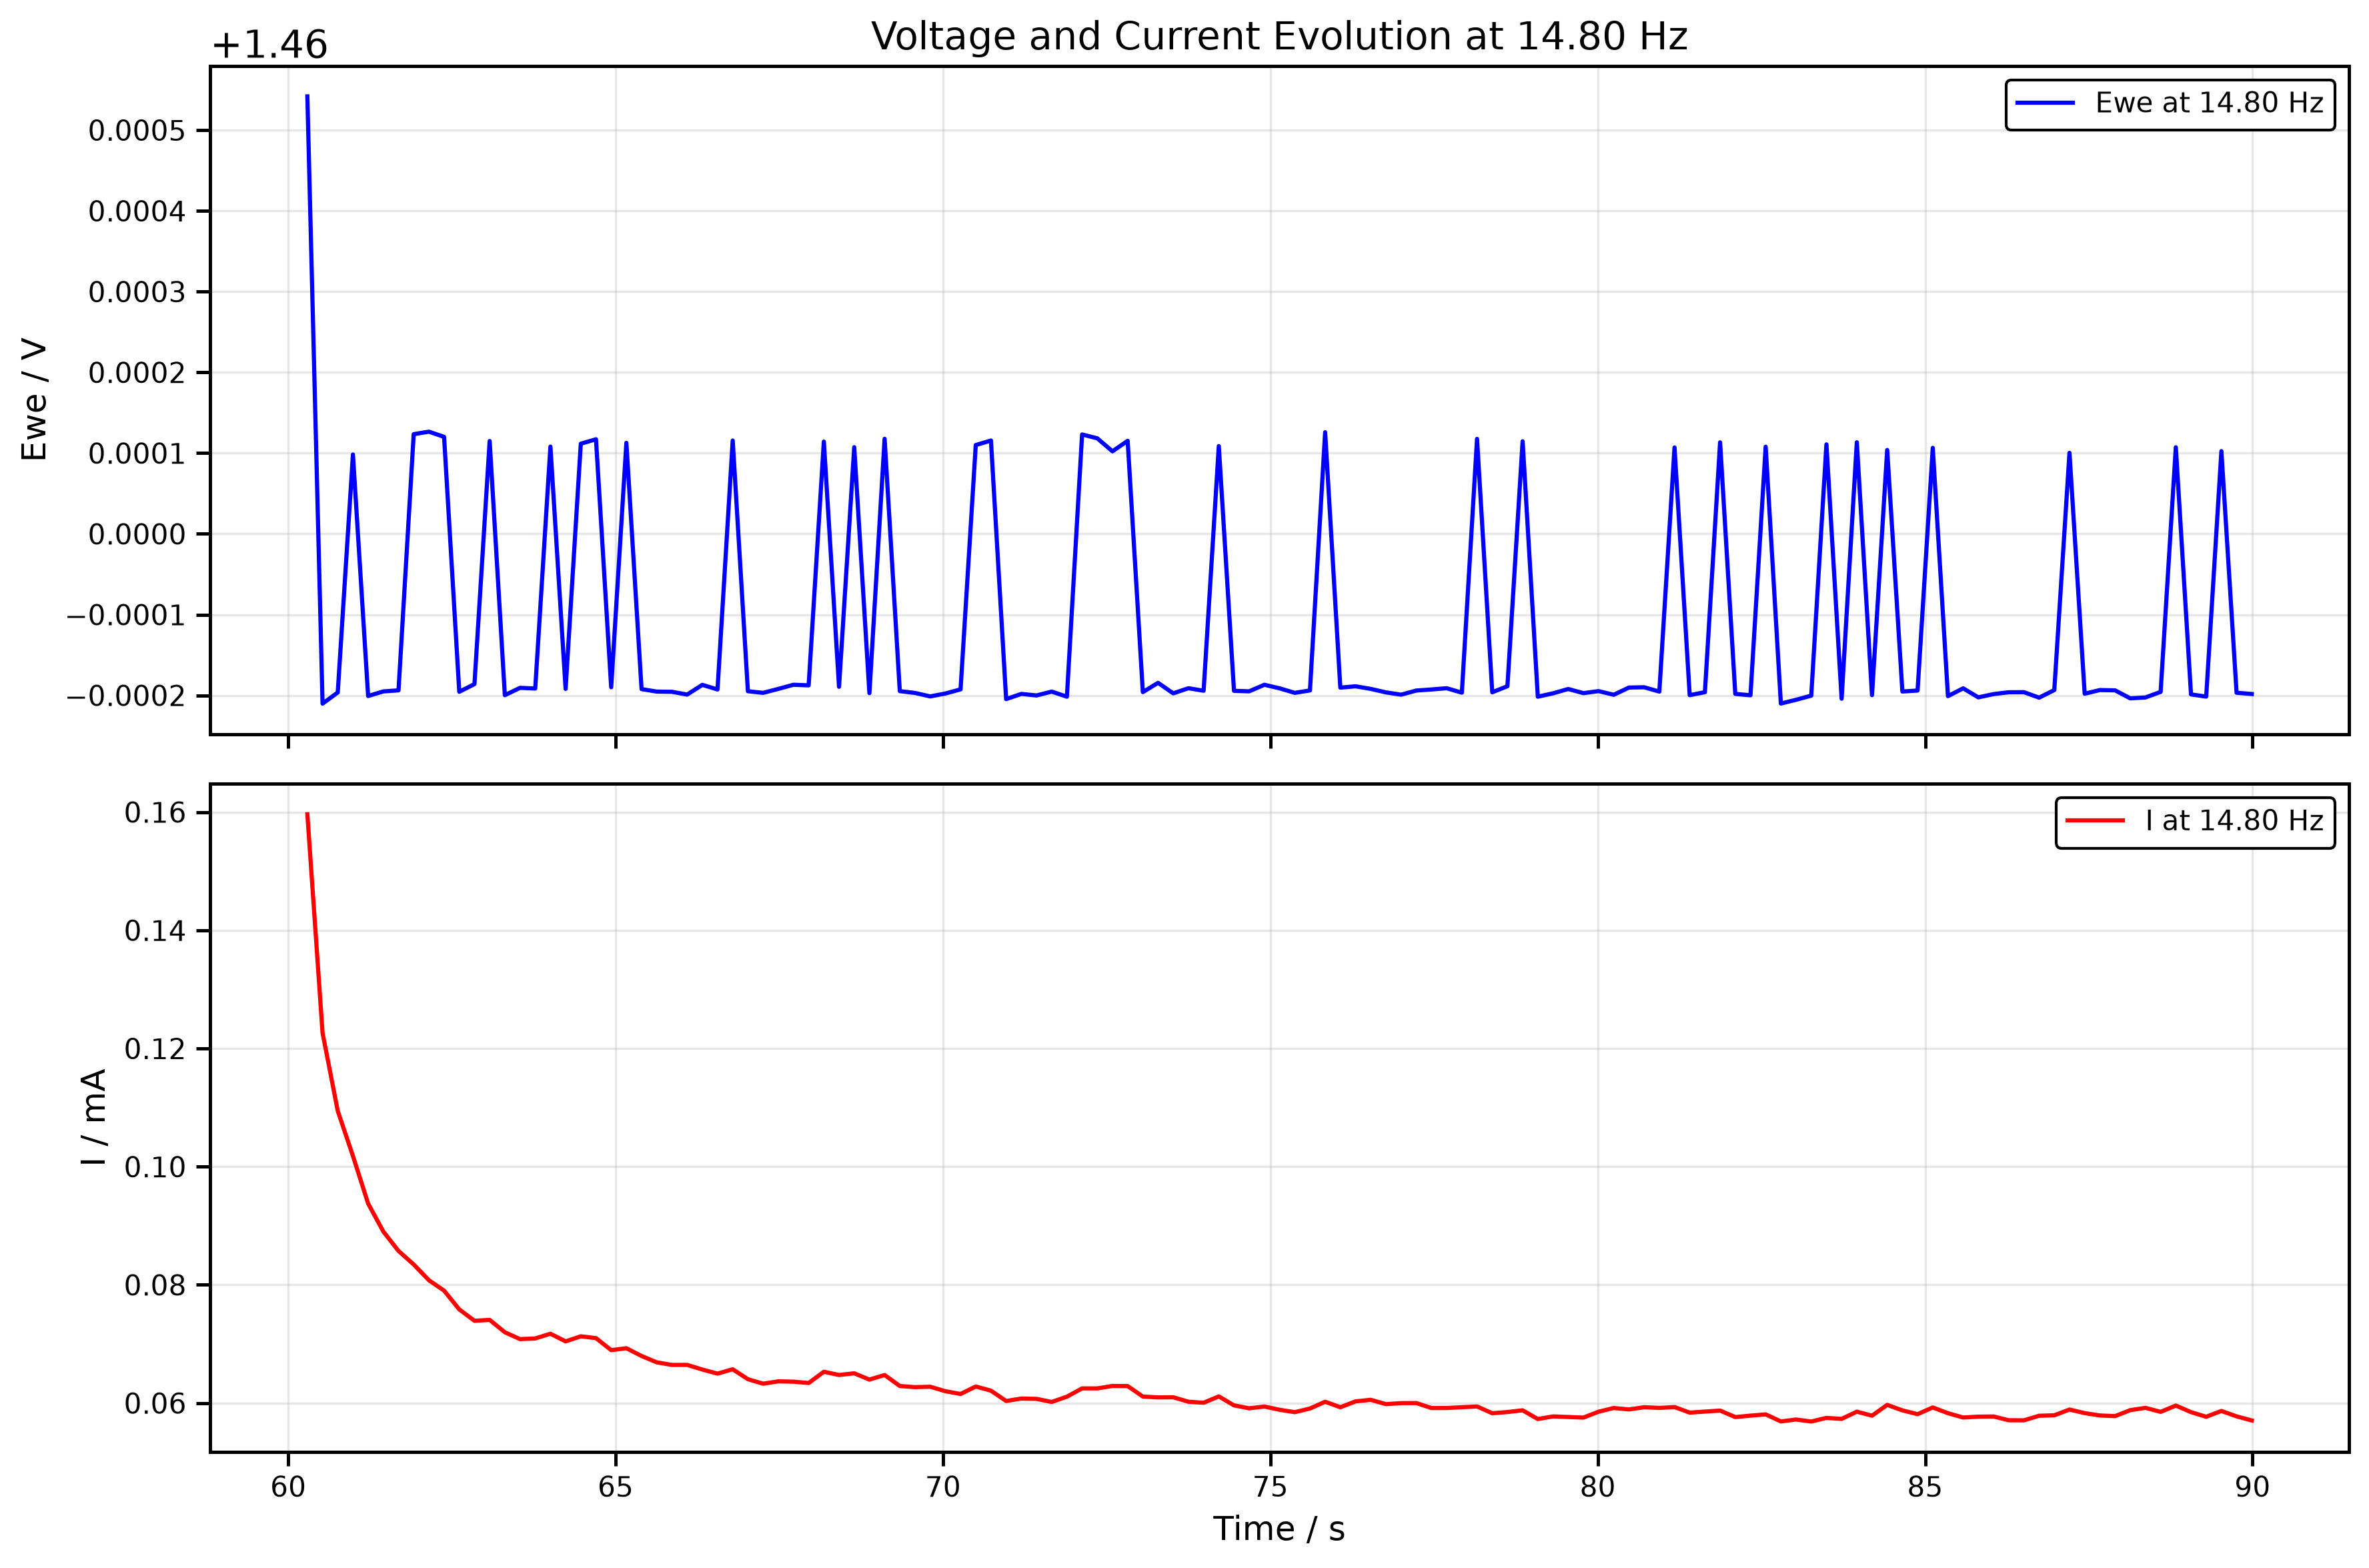 Voltage and Current Evolution at 14.80 Hz
+1.46
Ewe at 14.80 Hz
0.0005
0.0004
0.0003
0.0002
0.0001
0.0000
−0.0001
−0.0002
Ewe / V
I at 14.80 Hz
0.16
0.14
0.12
0.10
0.08
0.06
I / mA
60 65 70 75 80 85 90
Time / s